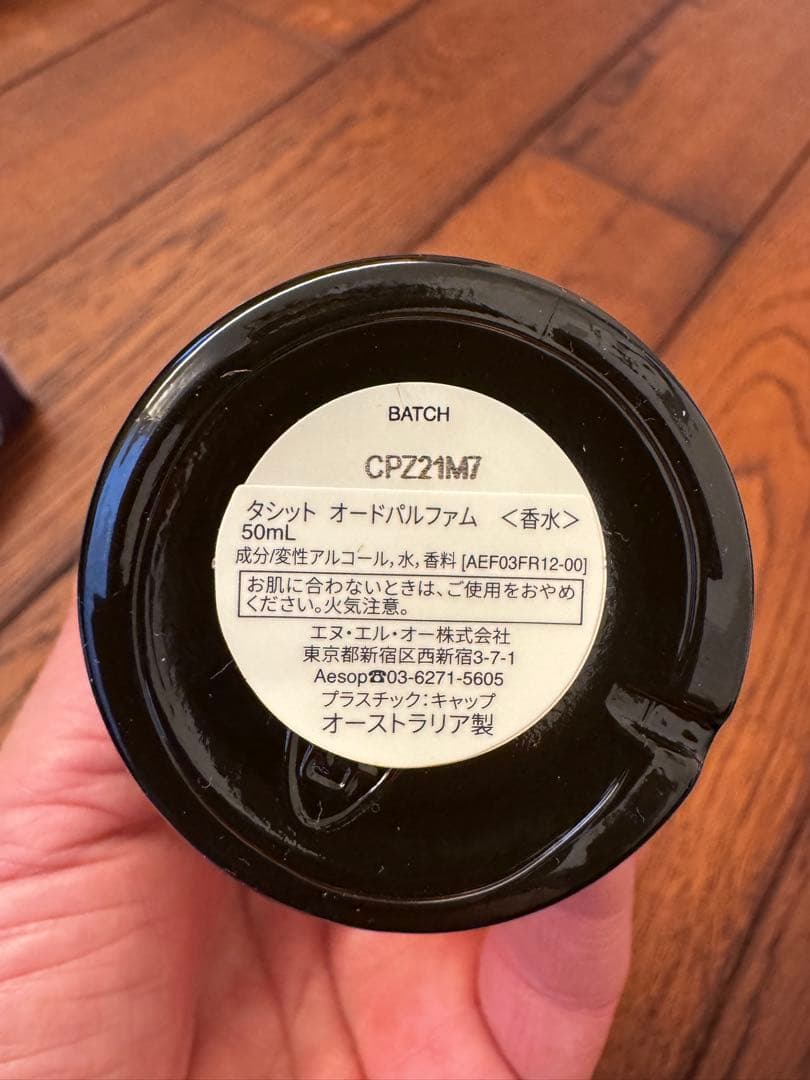 BATCH
CPZ21M7
タシット オードパルファム <香水>
50mL
成分/変性アルコール,水,香料 [AEF03FR12-00]
お肌に合わないときは、ご使用をおやめ
ください。火気注意。
エヌ・エル・オー株式会社
東京都新宿区西新宿3-7-1
Aesop☎03-6271-5605
プラスチック:キャップ
オーストラリア製